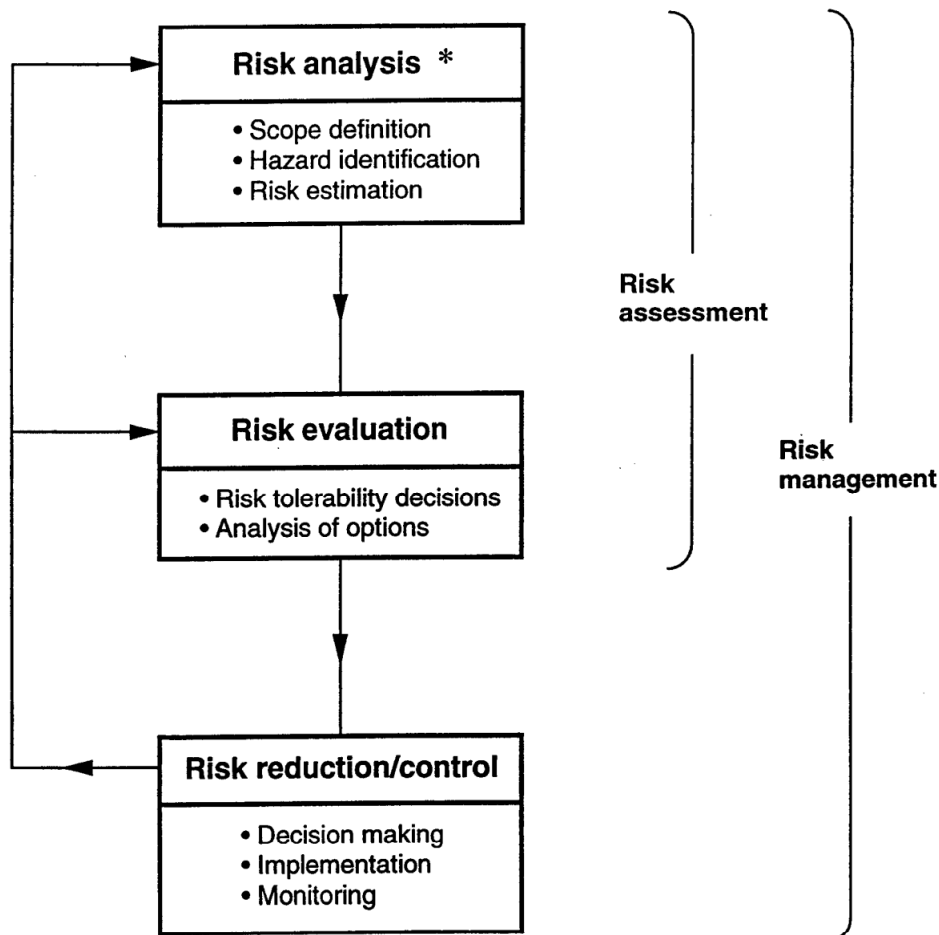 Risk analysis *
• Scope definition
• Hazard identification
• Risk estimation
Risk
assessment
Risk evaluation
• Risk tolerability decisions
• Analysis of options
Risk
management
Risk reduction/control
• Decision making
• Implementation
• Monitoring